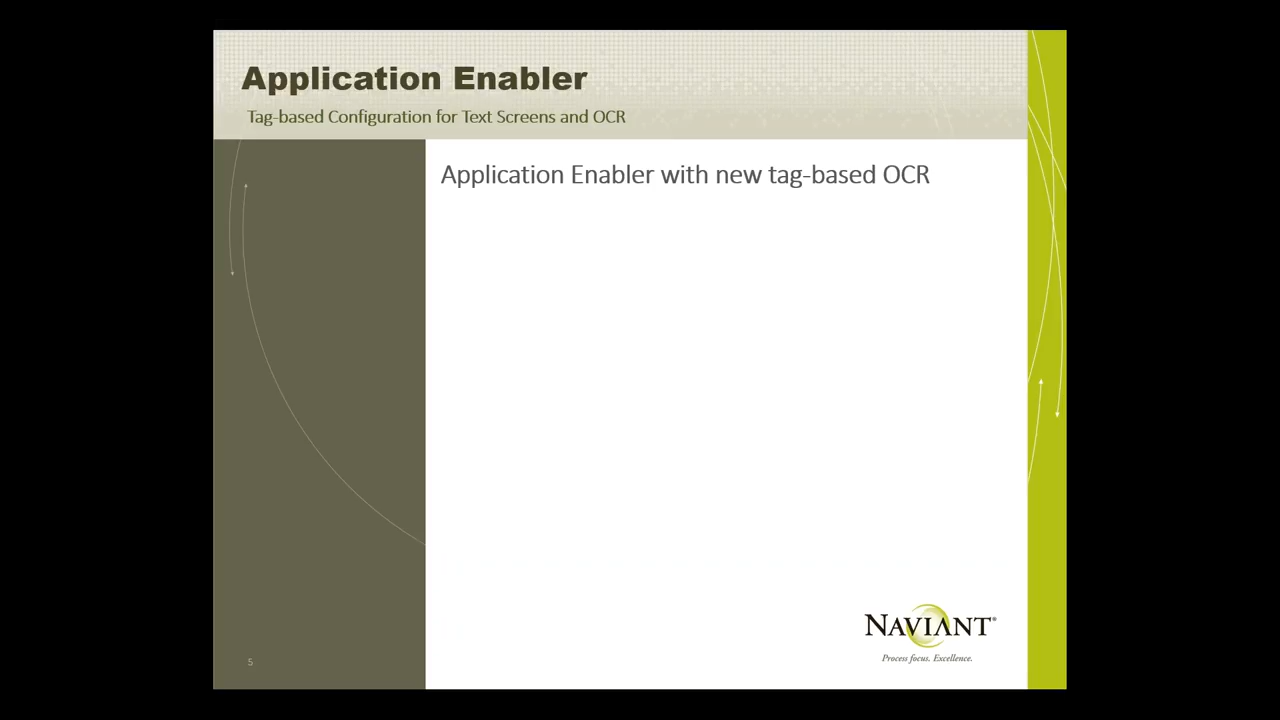 Application Enabler
Tag-based Configuration for Text Screens and OCR
Application Enabler with new tag-based OCR
NAVIANT®
Process focus. Excellence.
5